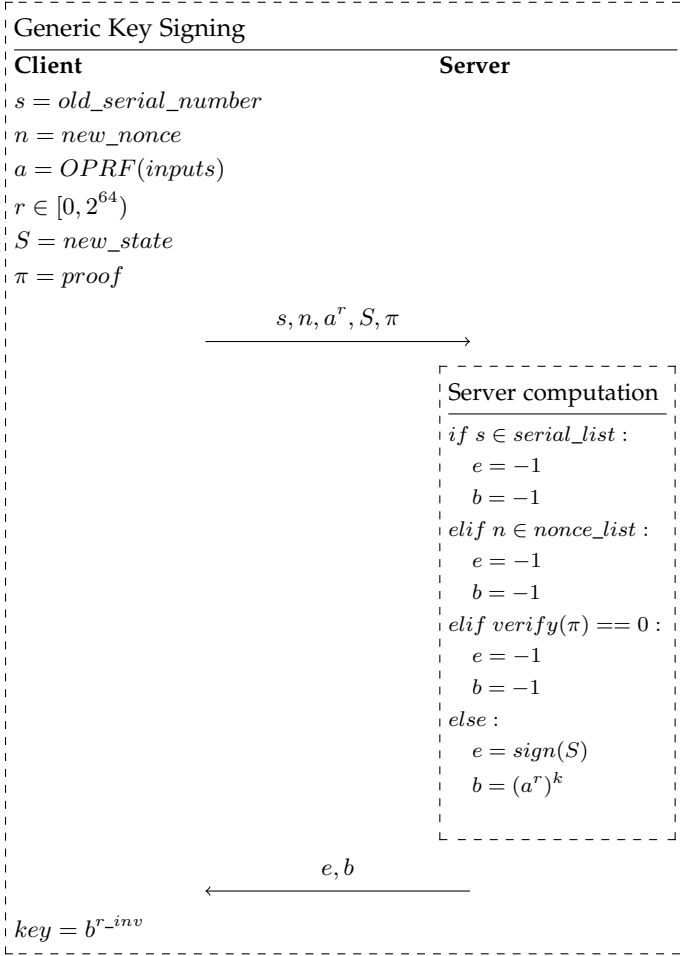 Generic Key Signing
Client Server
s = old_serial_number
n = new_nonce
a = OPRF(inputs)
r ∈ [0, 2^64)
S = new_state
π = proof
s, n, a^r, S, π
Server computation
if s ∈ serial_list :
e = −1
b = −1
elif n ∈ nonce_list :
e = −1
b = −1
elif verify(π) == 0 :
e = −1
b = −1
else :
e = sign(S)
b = (a^r)^k
e, b
key = b^r_inv